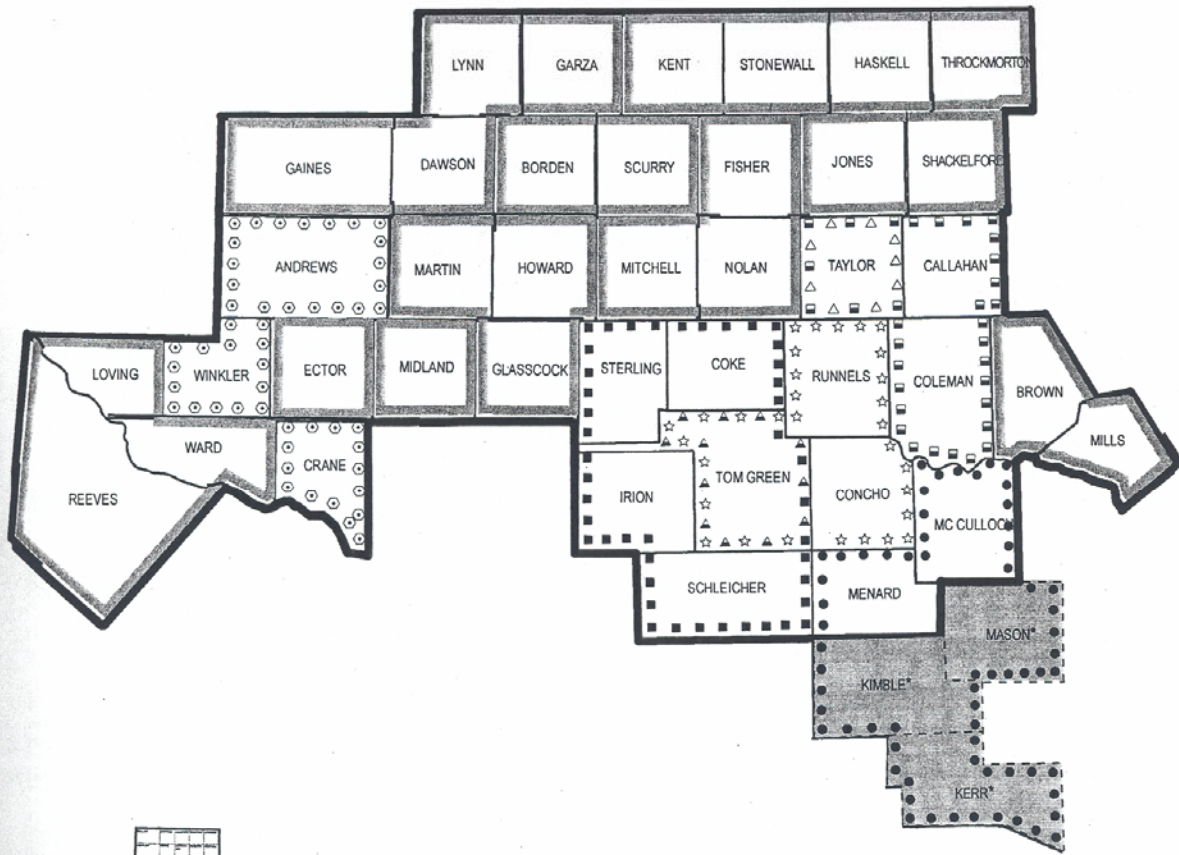 LYNN GARZA KENT STONEWALL HASKELL THROCKMORTON
GAINES DAWSON BORDEN SCURRY FISHER JONES SHACKELFORD
ANDREWS MARTIN HOWARD MITCHELL NOLAN TAYLOR CALLAHAN
LOVING WINKLER ECTOR MIDLAND GLASSCOCK STERLING COKE RUNNELS COLEMAN BROWN
WARD MILLS
REEVES CRANE IRION TOM GREEN CONCHO MC CULLOCH
SCHLEICHER MENARD
MASON*
KIMBLE*
KERR*